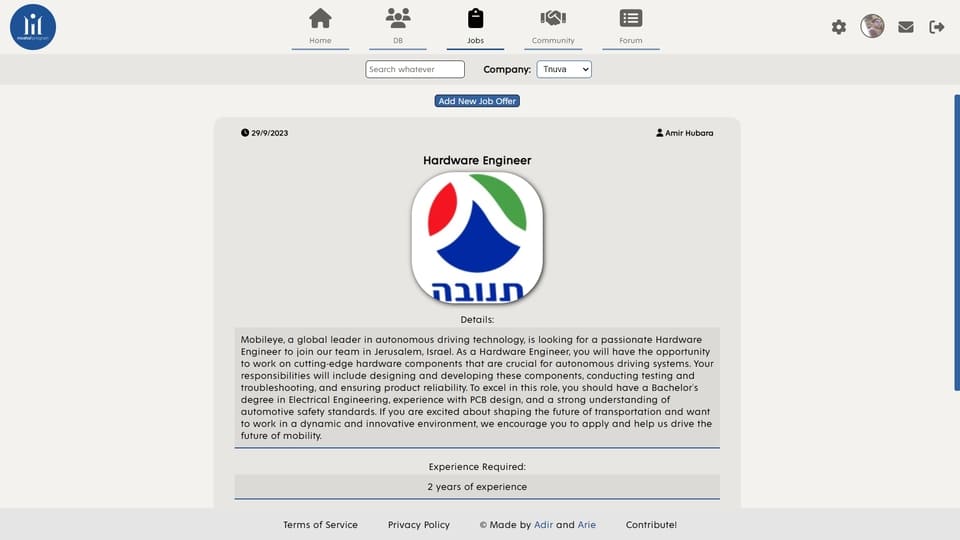 Home
DB
Jobs
Community
Forum
Search whatever
Company:
Tnuva
Add New Job Offer
29/9/2023
Amir Hubara
Hardware Engineer
תנובה
Details:
Mobileye, a global leader in autonomous driving technology, is looking for a passionate Hardware
Engineer to join our team in Jerusalem, Israel. As a Hardware Engineer, you will have the opportunity
to work on cutting-edge hardware components that are crucial for autonomous driving systems. Your
responsibilities will include designing and developing these components, conducting testing and
troubleshooting, and ensuring product reliability. To excel in this role, you should have a Bachelor's
degree in Electrical Engineering, experience with PCB design, and a strong understanding of
automotive safety standards. If you are excited about shaping the future of transportation and want
to work in a dynamic and innovative environment, we encourage you to apply and help us drive the
future of mobility.
Experience Required:
2 years of experience
Terms of Service
Privacy Policy
© Made by Adir and Arie
Contribute!